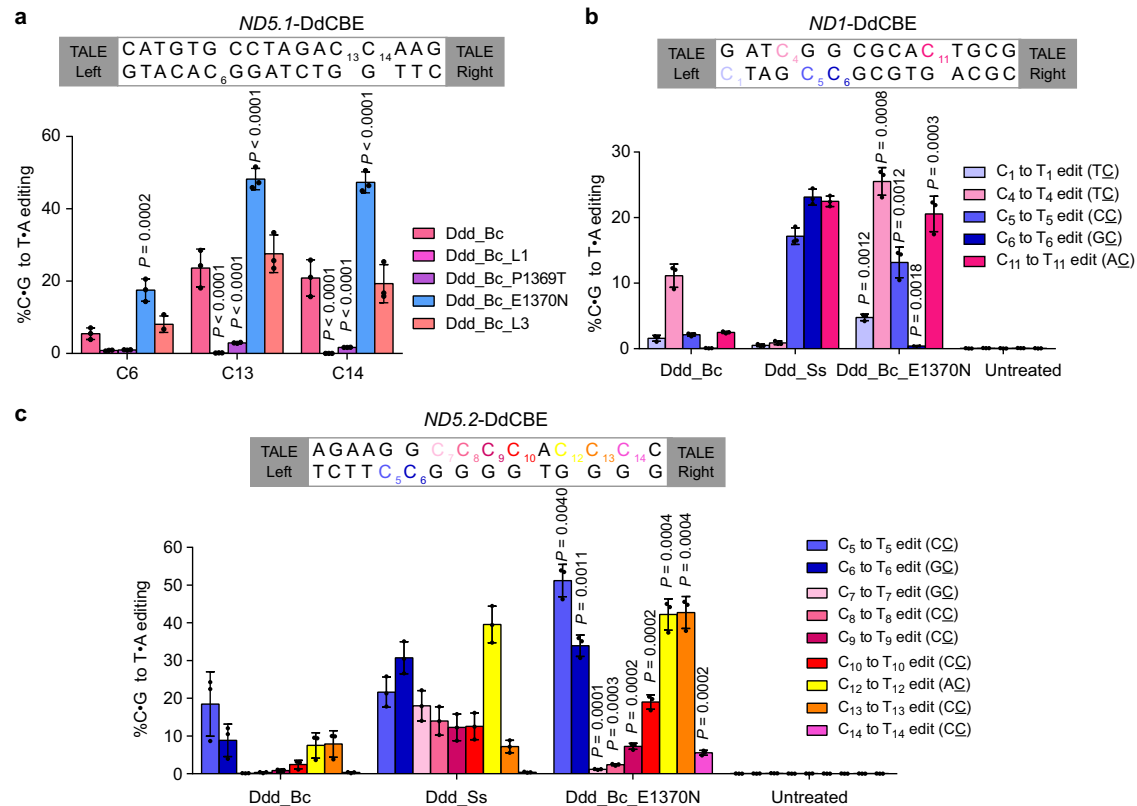 a
ND5.1-DdCBE
TALE Left
CATGTG CCTAGAC13C14AAG
GTACAC6GGATCTG G TTC
TALE Right
%C•G to T•A editing
60
40
20
0
P = 0.0002
P < 0.0001
P < 0.0001
P < 0.0001
P < 0.0001
P < 0.0001
P < 0.0001
C6
C13
C14
Ddd_Bc
Ddd_Bc_L1
Ddd_Bc_P1369T
Ddd_Bc_E1370N
Ddd_Bc_L3
b
ND1-DdCBE
TALE Left
G ATC4G G CGCAC11TGCG
C1TAG C5C6GCGTG ACGC
TALE Right
%C•G to T•A editing
30
20
10
0
P = 0.0012
P = 0.0008
P = 0.0012
P = 0.0018
P = 0.0003
Ddd_Bc
Ddd_Ss
Ddd_Bc_E1370N
Untreated
C1 to T1 edit (TC)
C4 to T4 edit (TC)
C5 to T5 edit (CC)
C6 to T6 edit (GC)
C11 to T11 edit (AC)
c
ND5.2-DdCBE
TALE Left
AGAAG G C7C8C9C10AC12C13C14C
TCTTC5C6G G G G T G G G G
TALE Right
%C•G to T•A editing
60
50
40
30
20
10
0
P = 0.0040
P = 0.0011
P = 0.0001
P = 0.0003
P = 0.0002
P = 0.0002
P = 0.0004
P = 0.0004
P = 0.0002
Ddd_Bc
Ddd_Ss
Ddd_Bc_E1370N
Untreated
C5 to T5 edit (CC)
C6 to T6 edit (GC)
C7 to T7 edit (GC)
C8 to T8 edit (CC)
C9 to T9 edit (CC)
C10 to T10 edit (CC)
C12 to T12 edit (AC)
C13 to T13 edit (CC)
C14 to T14 edit (CC)